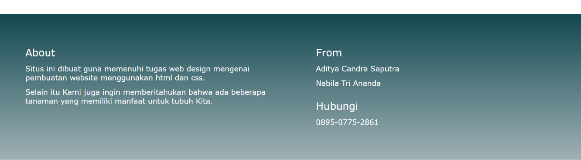 About
Situs ini dibuat guna memenuhi tugas web design mengenai
pembuatan website menggunakan html dan css.
Selain itu Kami juga ingin memberitahukan bahwa ada beberapa
tanaman yang memiliki manfaat untuk tubuh Kita.
From
Aditya Candra Saputra
Nabila Tri Ananda
Hubungi
0895-0775-2861